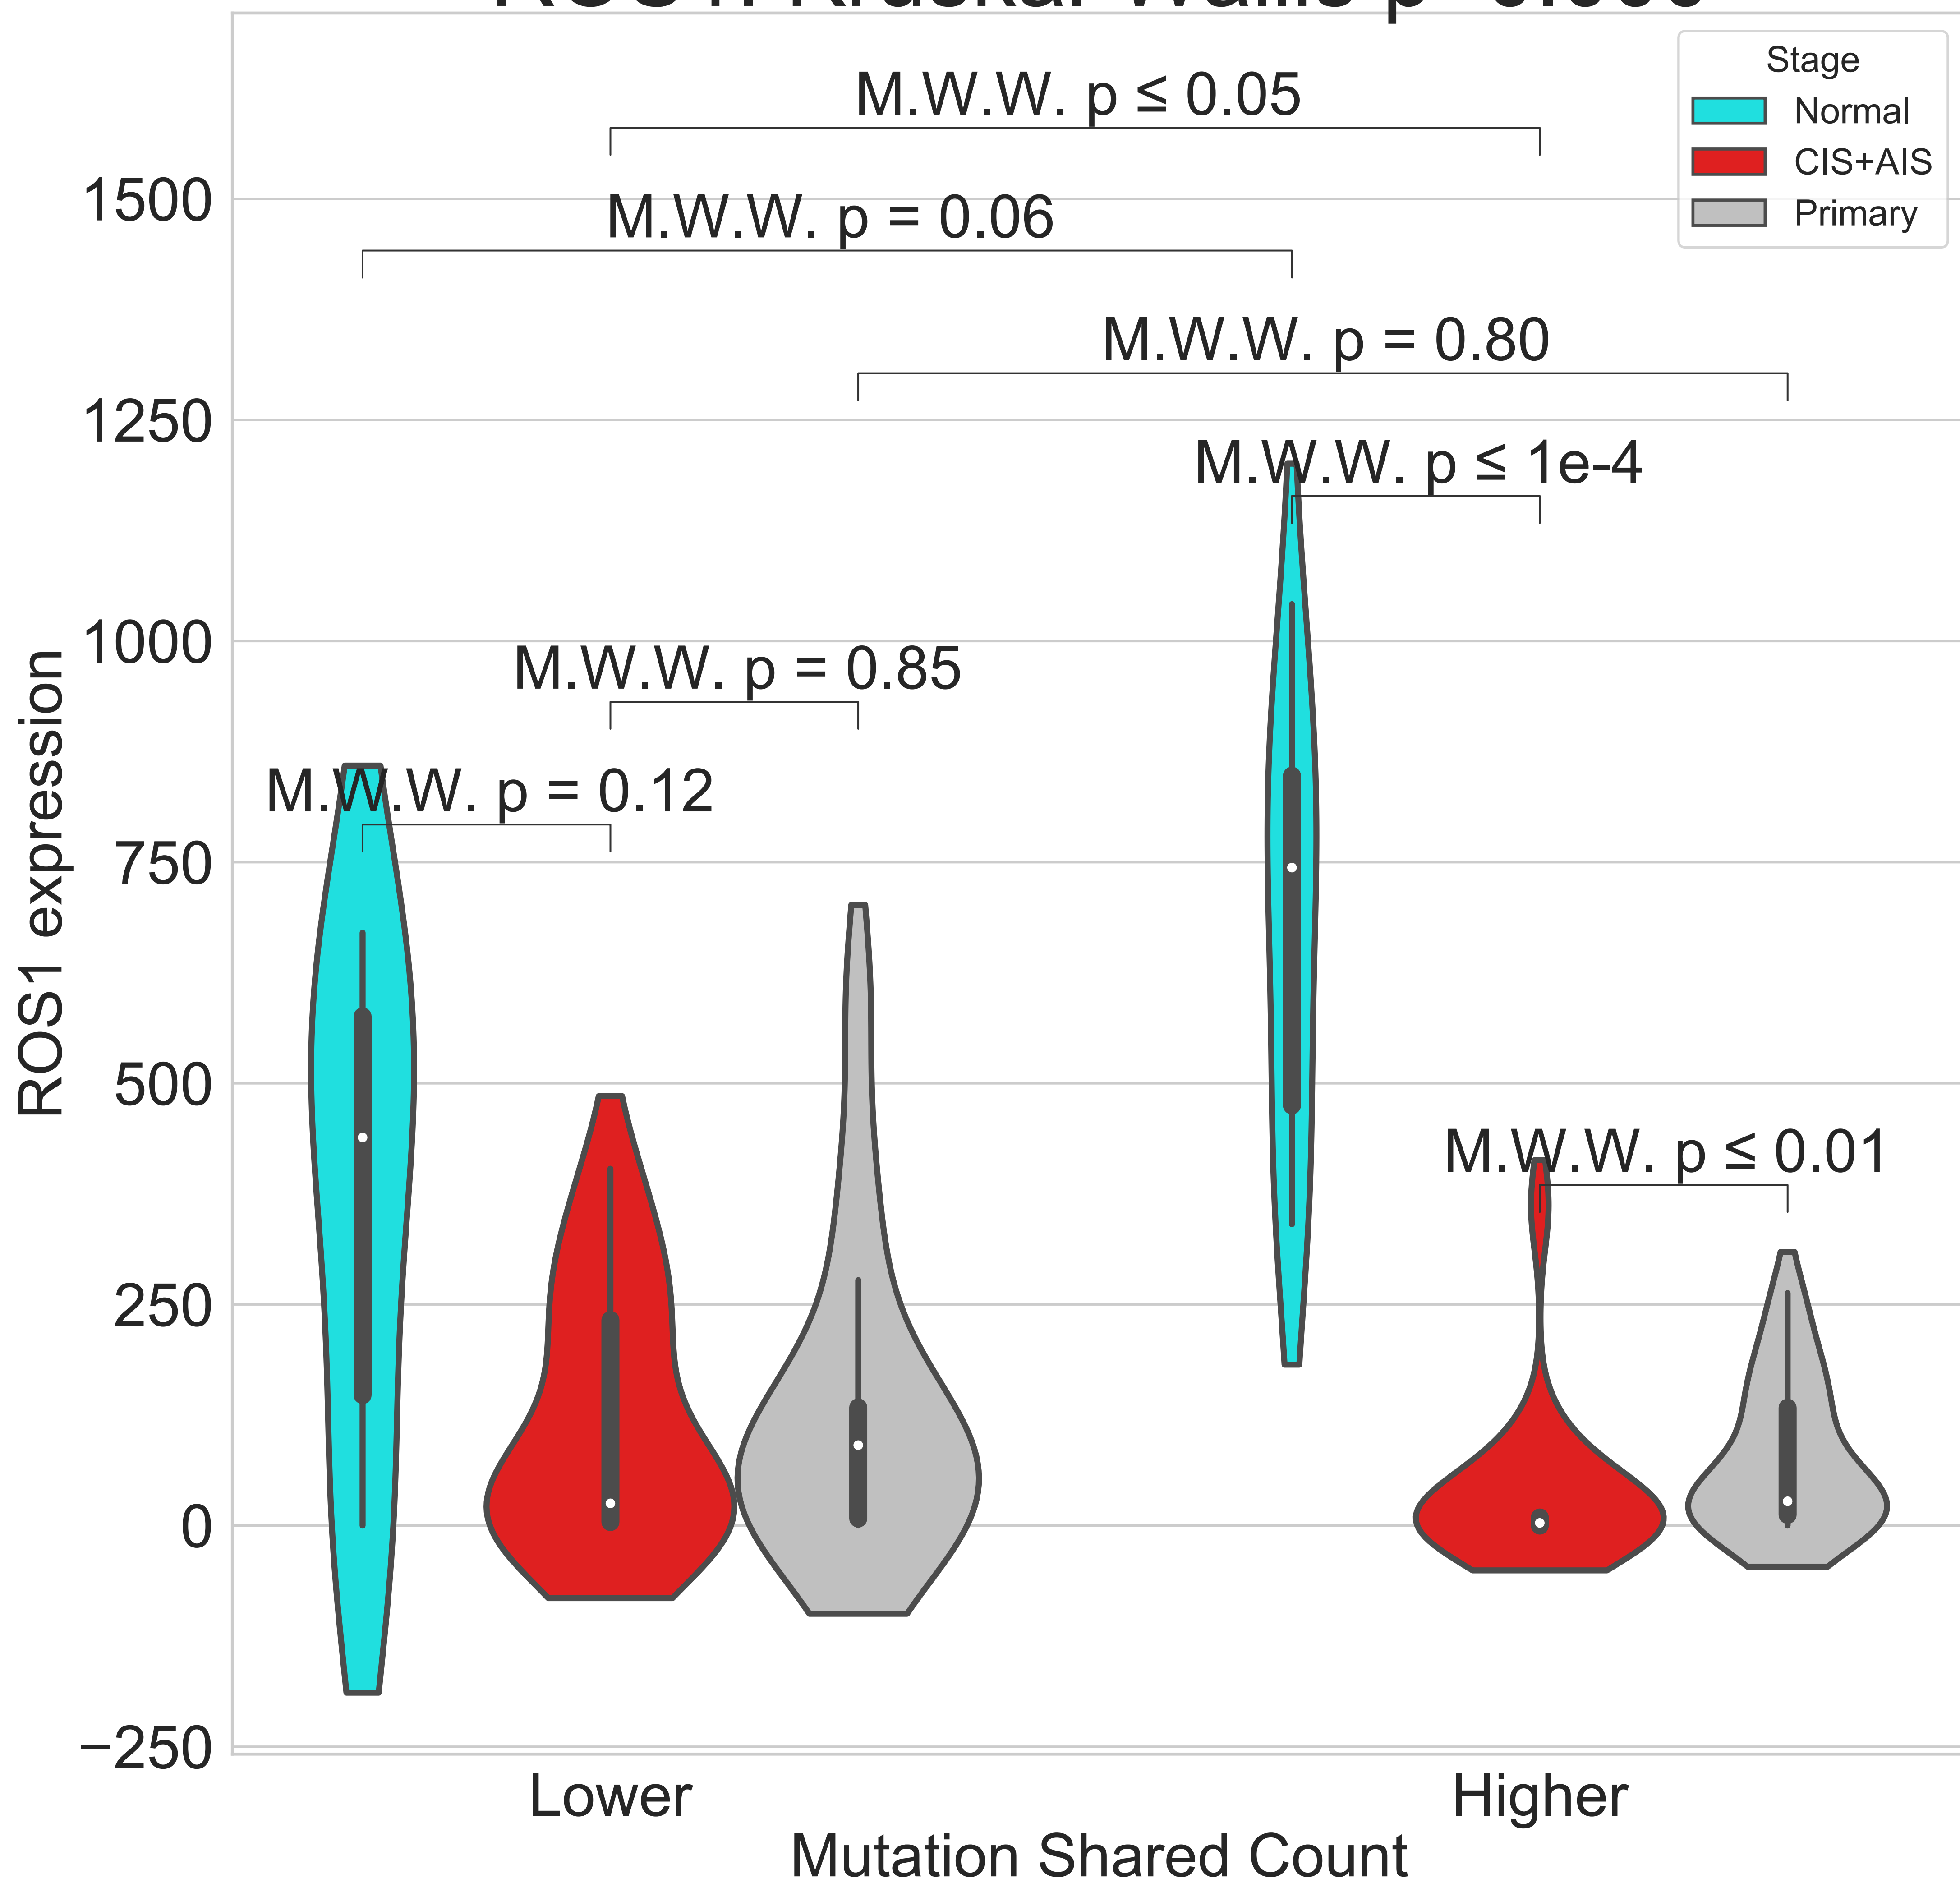 Stage
Normal
CIS+AIS
Primary
M.W.W. p ≤ 0.05
M.W.W. p = 0.06
M.W.W. p = 0.80
M.W.W. p ≤ 1e-4
M.W.W. p = 0.85
M.W.W. p = 0.12
M.W.W. p ≤ 0.01
1500
1250
1000
750
500
250
0
−250
ROS1 expression
Lower
Higher
Mutation Shared Count